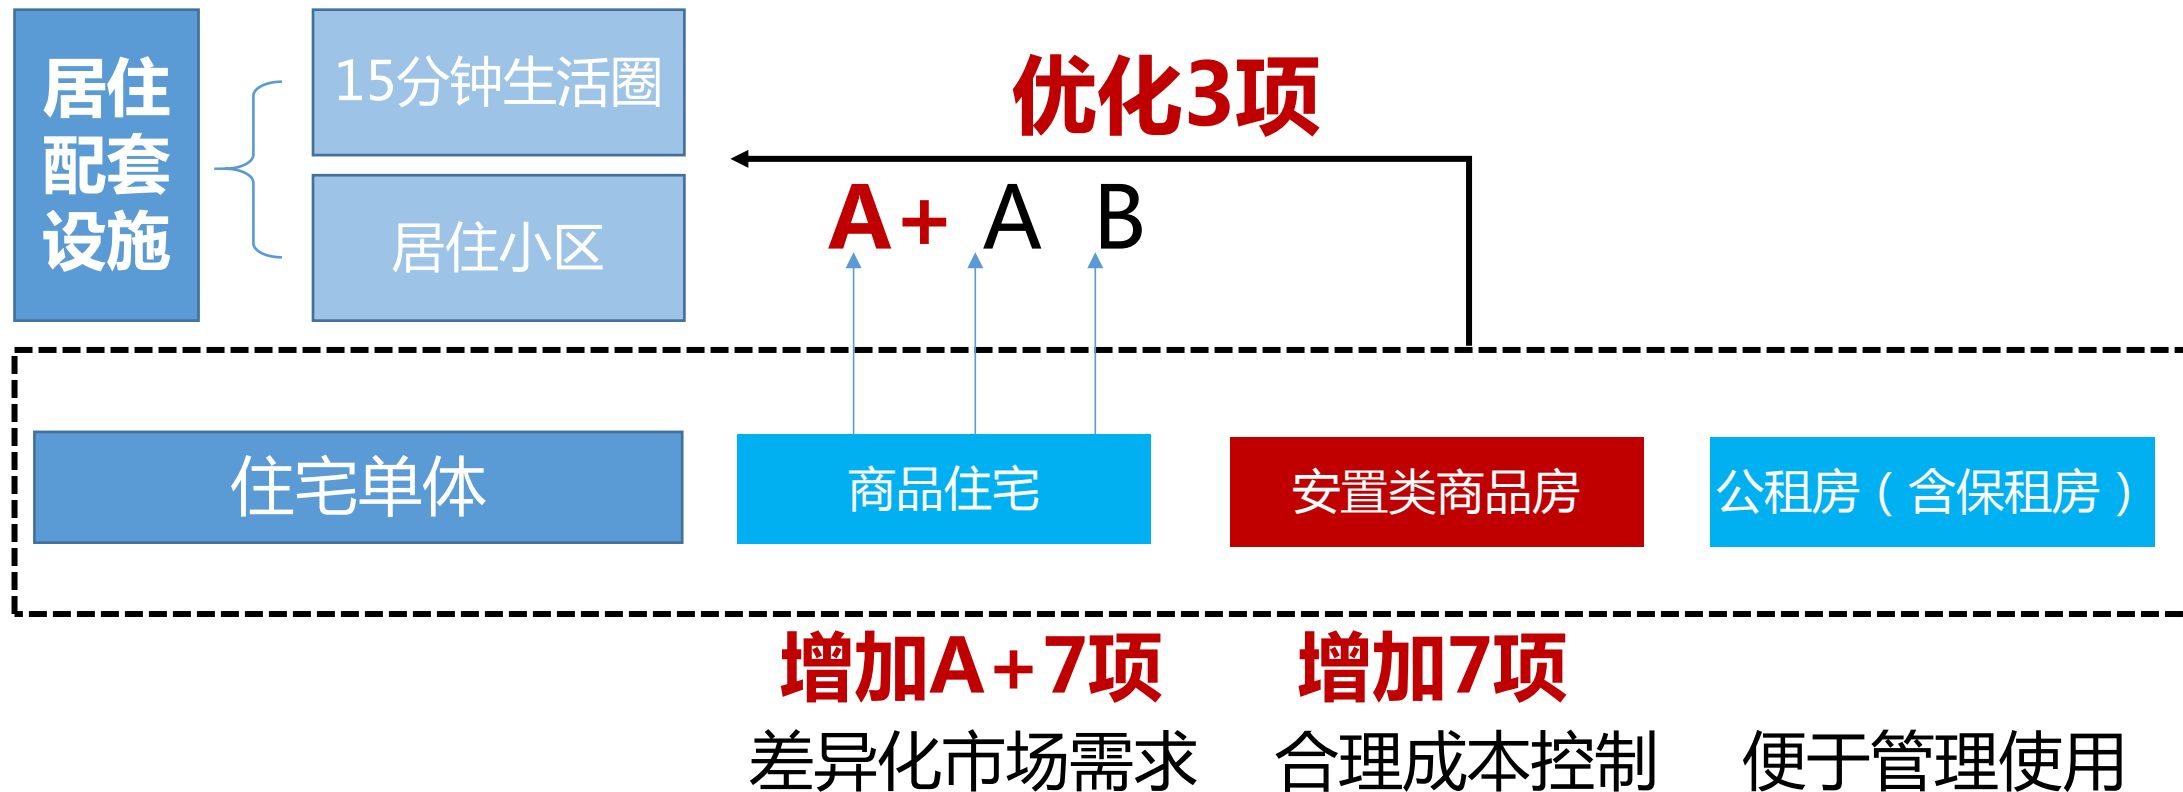 居住
配套
设施
15分钟生活圈
居住小区
优化3项
A+ A B
住宅单体
商品住宅
安置类商品房
公租房（含保租房）
增加A+7项
增加7项
差异化市场需求
合理成本控制
便于管理使用